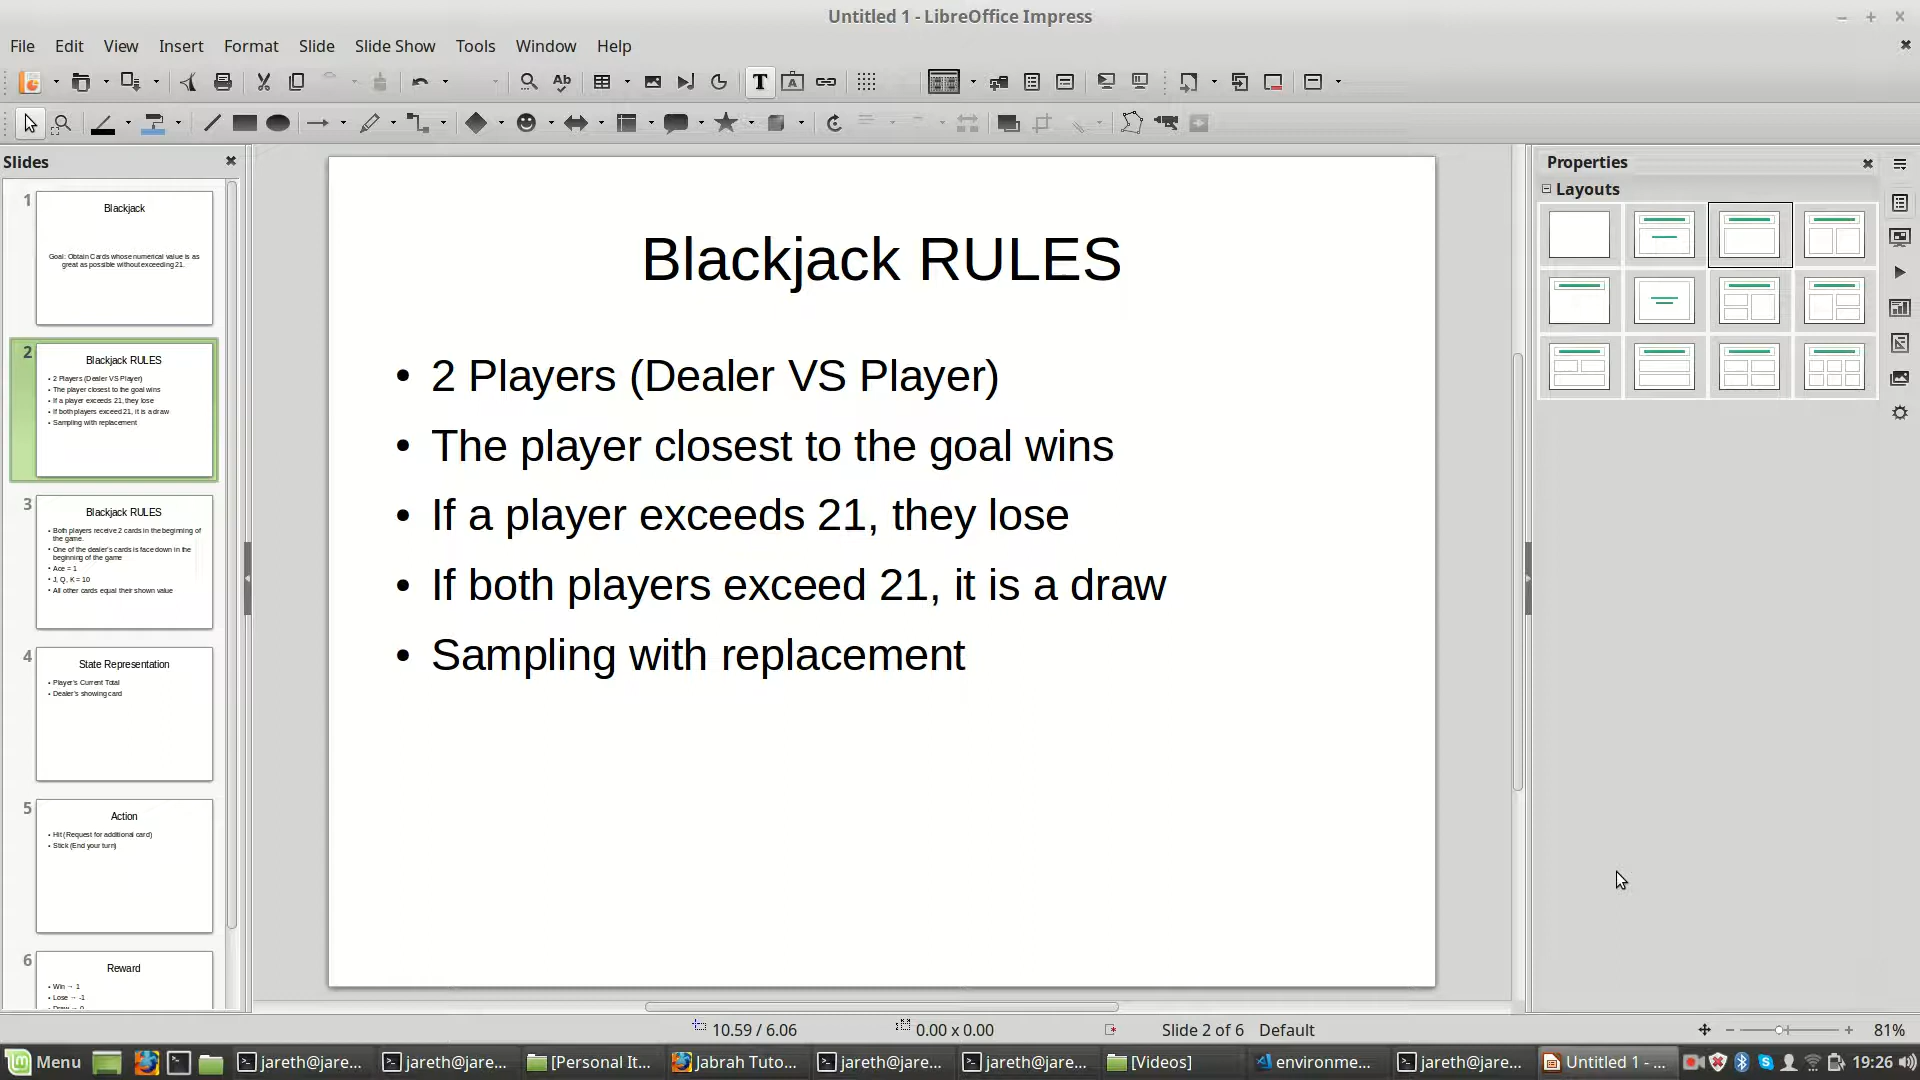 Untitled 1 - LibreOffice Impress
File Edit View Insert Format Slide Slide Show Tools Window Help
Slides
1
Blackjack
Goal: Obtain Cards whose numerical value is as
great as possible without exceeding 21.
2
Blackjack RULES
• 2 Players (Dealer VS Player)
• The player closest to the goal wins
• If a player exceeds 21, they lose
• If both players exceed 21, it is a draw
• Sampling with replacement
3
Blackjack RULES
• Both players receive 2 cards in the beginning of
the game.
• One of the dealer's cards is face down in the
beginning of the game
• Ace = 1
• J, Q, K = 10
• All other cards equal their shown value
4
State Representation
• Player's Current Total
• Dealer's showing card
5
Action
• Hit (Request for additional card)
• Stick (End your turn)
6
Reward
• Win → 1
• Lose → -1
Blackjack RULES
• 2 Players (Dealer VS Player)
• The player closest to the goal wins
• If a player exceeds 21, they lose
• If both players exceed 21, it is a draw
• Sampling with replacement
Properties
Layouts
10.59 / 6.06 0.00 x 0.00 Slide 2 of 6 Default 81%
Menu jareth@jare... jareth@jare... [Personal It... Jabrah Tuto... jareth@jare... jareth@jare... [Videos] environme... jareth@jare... Untitled 1 - ... 19:26